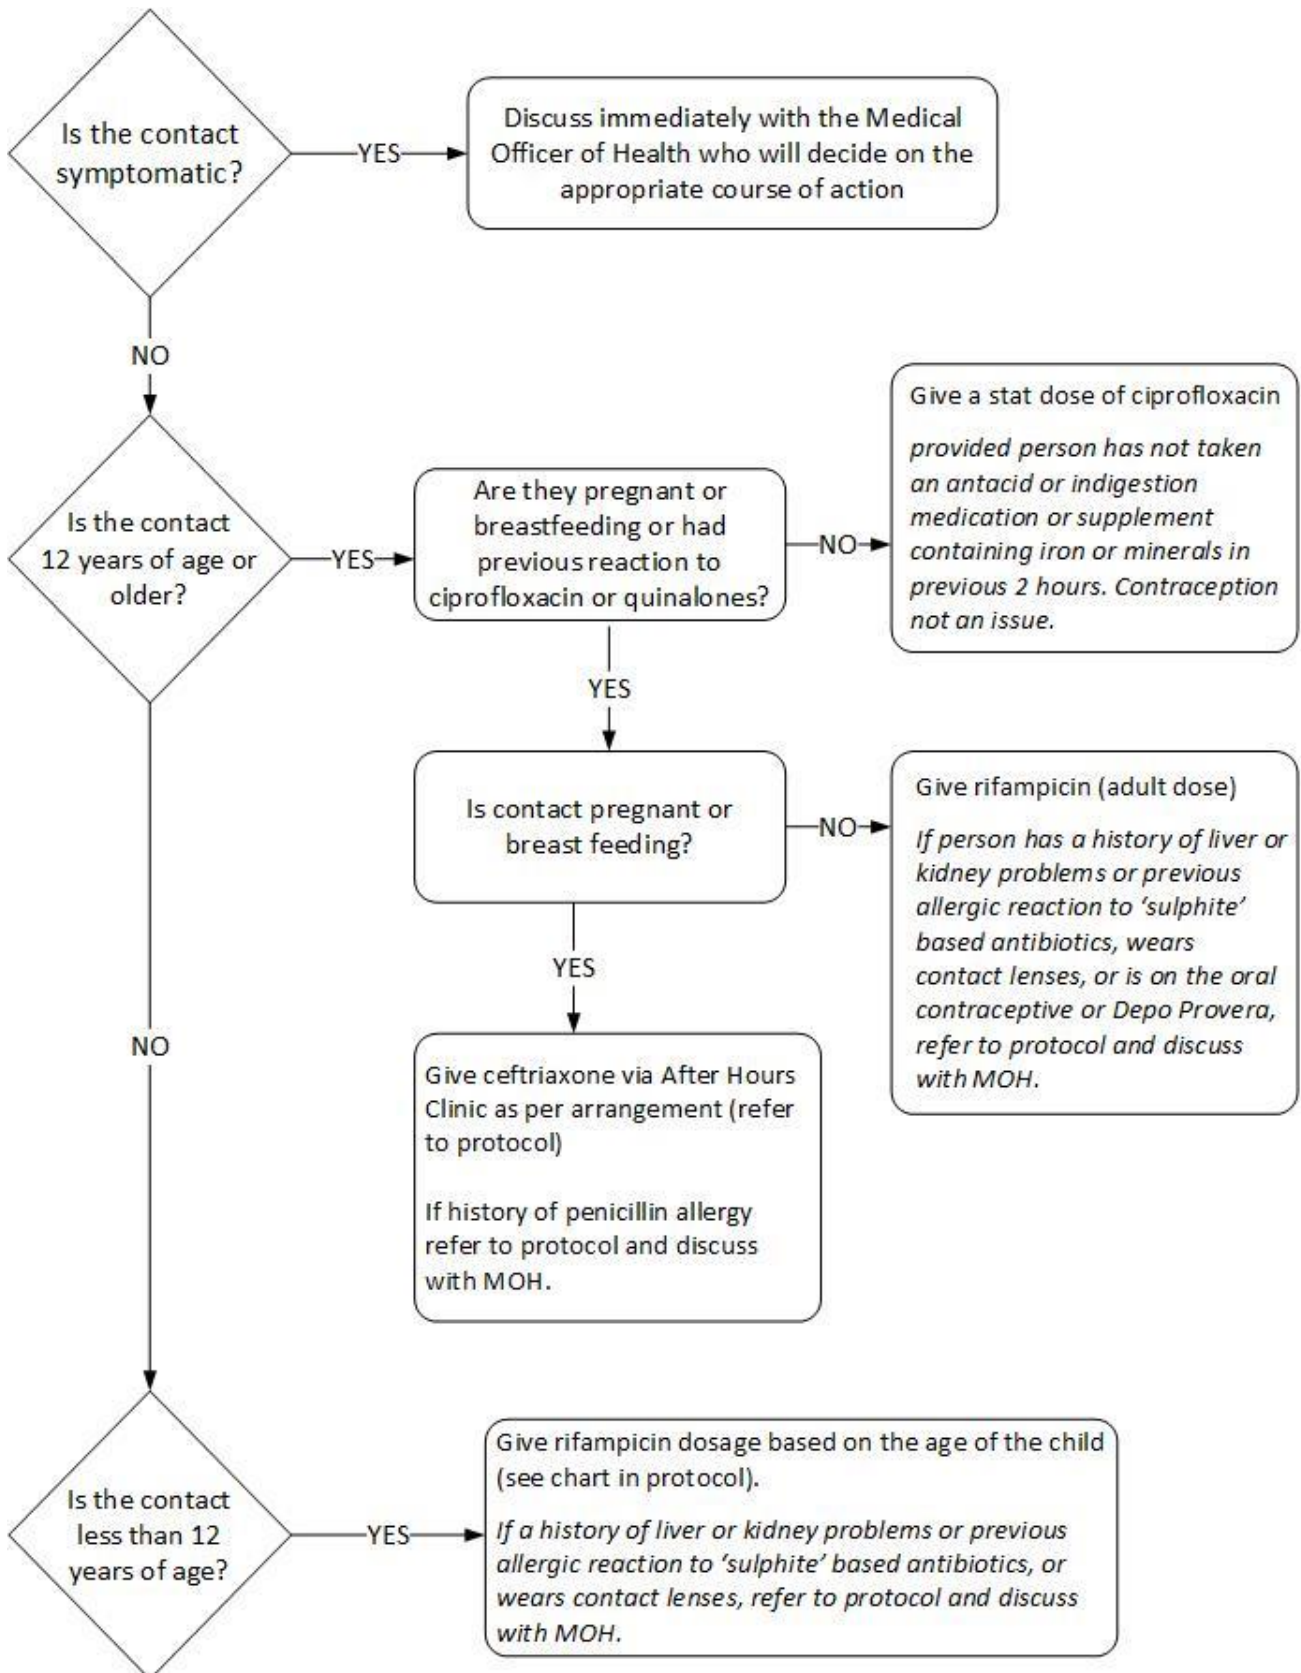 Is the contact
symptomatic?
YES
Discuss immediately with the Medical
Officer of Health who will decide on the
appropriate course of action
NO
Is the contact
12 years of age or
older?
YES
Are they pregnant or
breastfeeding or had
previous reaction to
ciprofloxacin or quinalones?
NO
Give a stat dose of ciprofloxacin
provided person has not taken
an antacid or indigestion
medication or supplement
containing iron or minerals in
previous 2 hours. Contraception
not an issue.
YES
Is contact pregnant or
breast feeding?
NO
Give rifampicin (adult dose)
If person has a history of liver or
kidney problems or previous
allergic reaction to ‘sulphite’
based antibiotics, wears
contact lenses, or is on the oral
contraceptive or Depo Provera,
refer to protocol and discuss
with MOH.
YES
Give ceftriaxone via After Hours
Clinic as per arrangement (refer
to protocol)
If history of penicillin allergy
refer to protocol and discuss
with MOH.
NO
Is the contact
less than 12
years of age?
YES
Give rifampicin dosage based on the age of the child
(see chart in protocol).
If a history of liver or kidney problems or previous
allergic reaction to ‘sulphite’ based antibiotics, or
wears contact lenses, refer to protocol and discuss
with MOH.